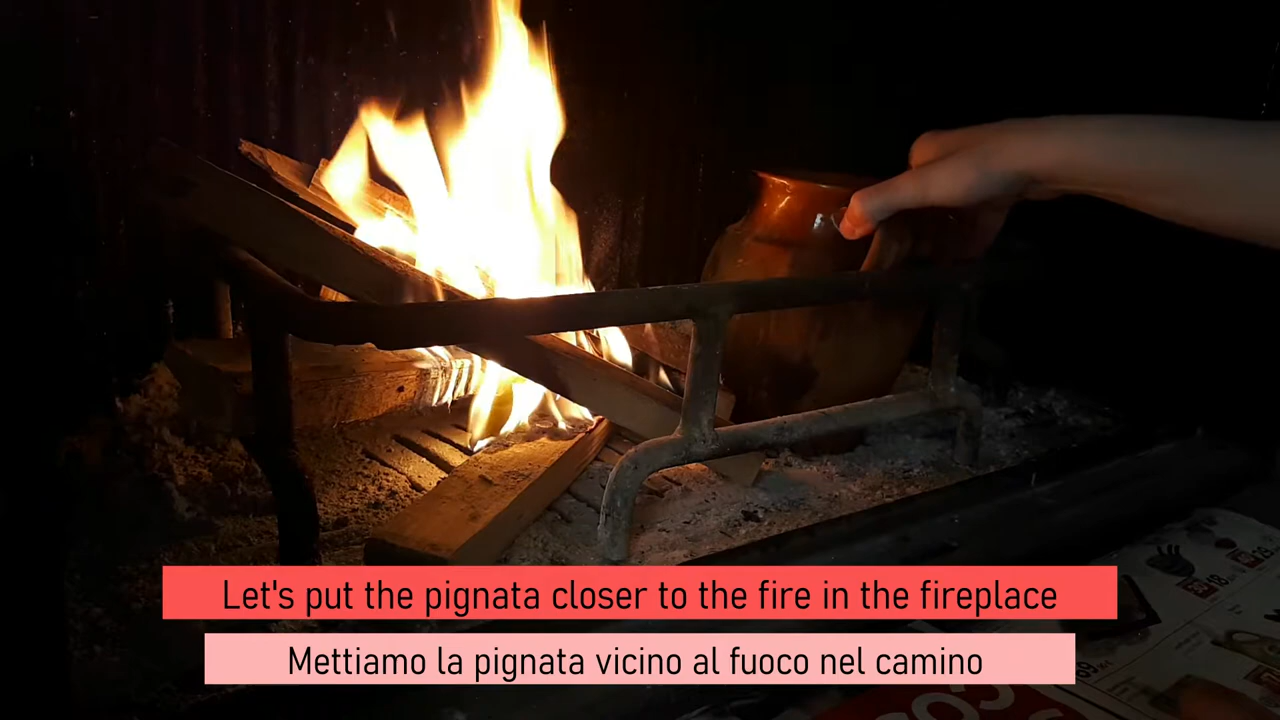 Let's put the pignata closer to the fire in the fireplace
Mettiamo la pignata vicino al fuoco nel camino